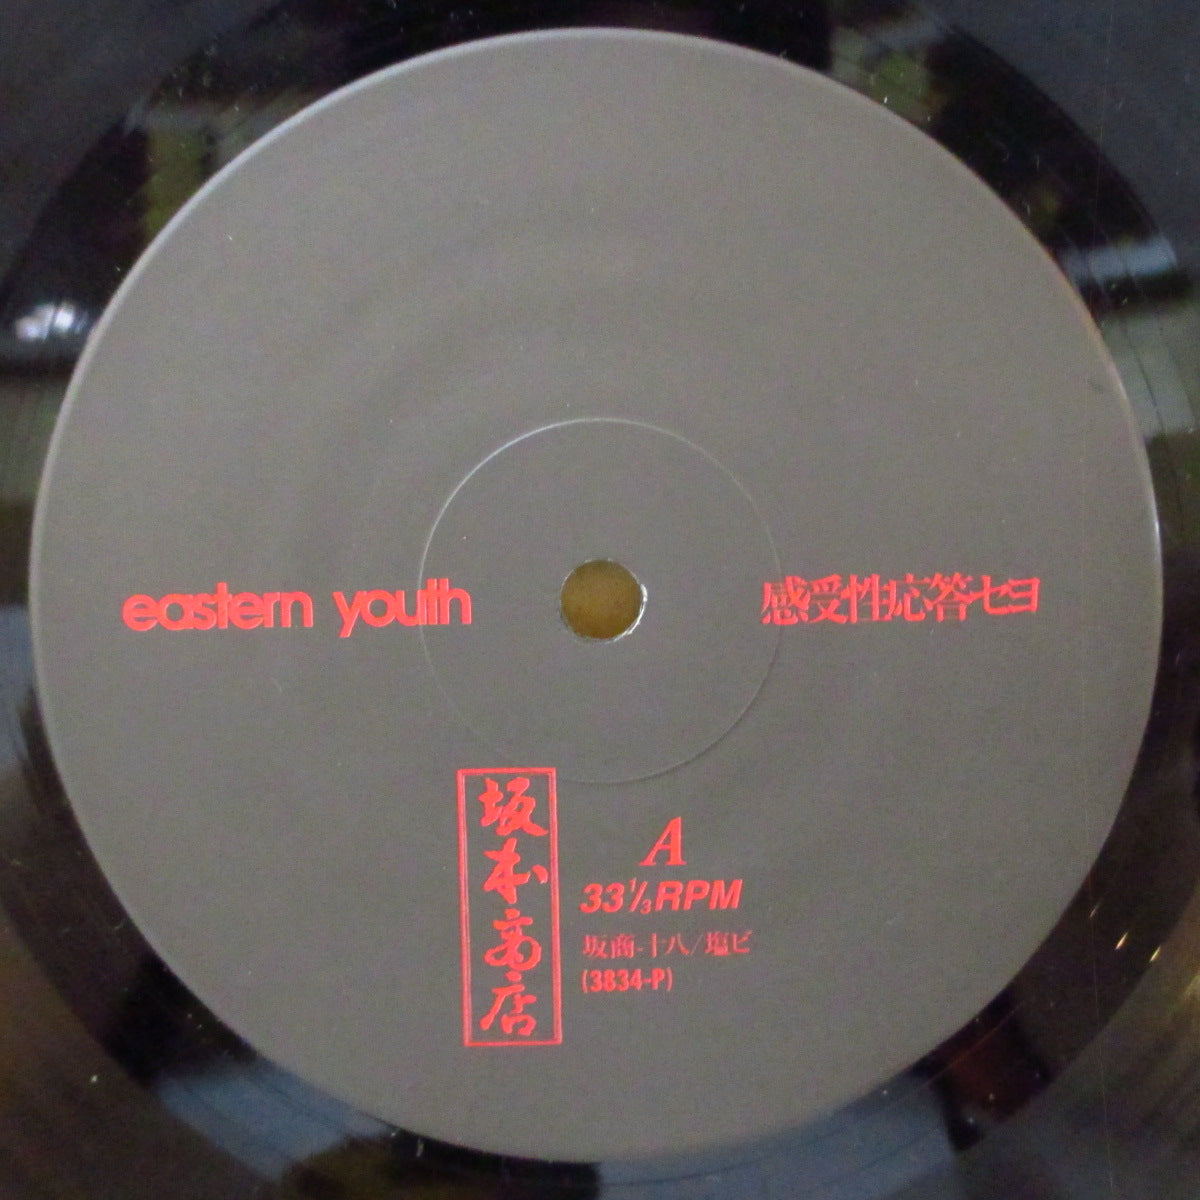 eastern youth
感受性応答セヨ
坂本商店
A
33⅓RPM
坂商-十八/塩ビ
(3834-P)